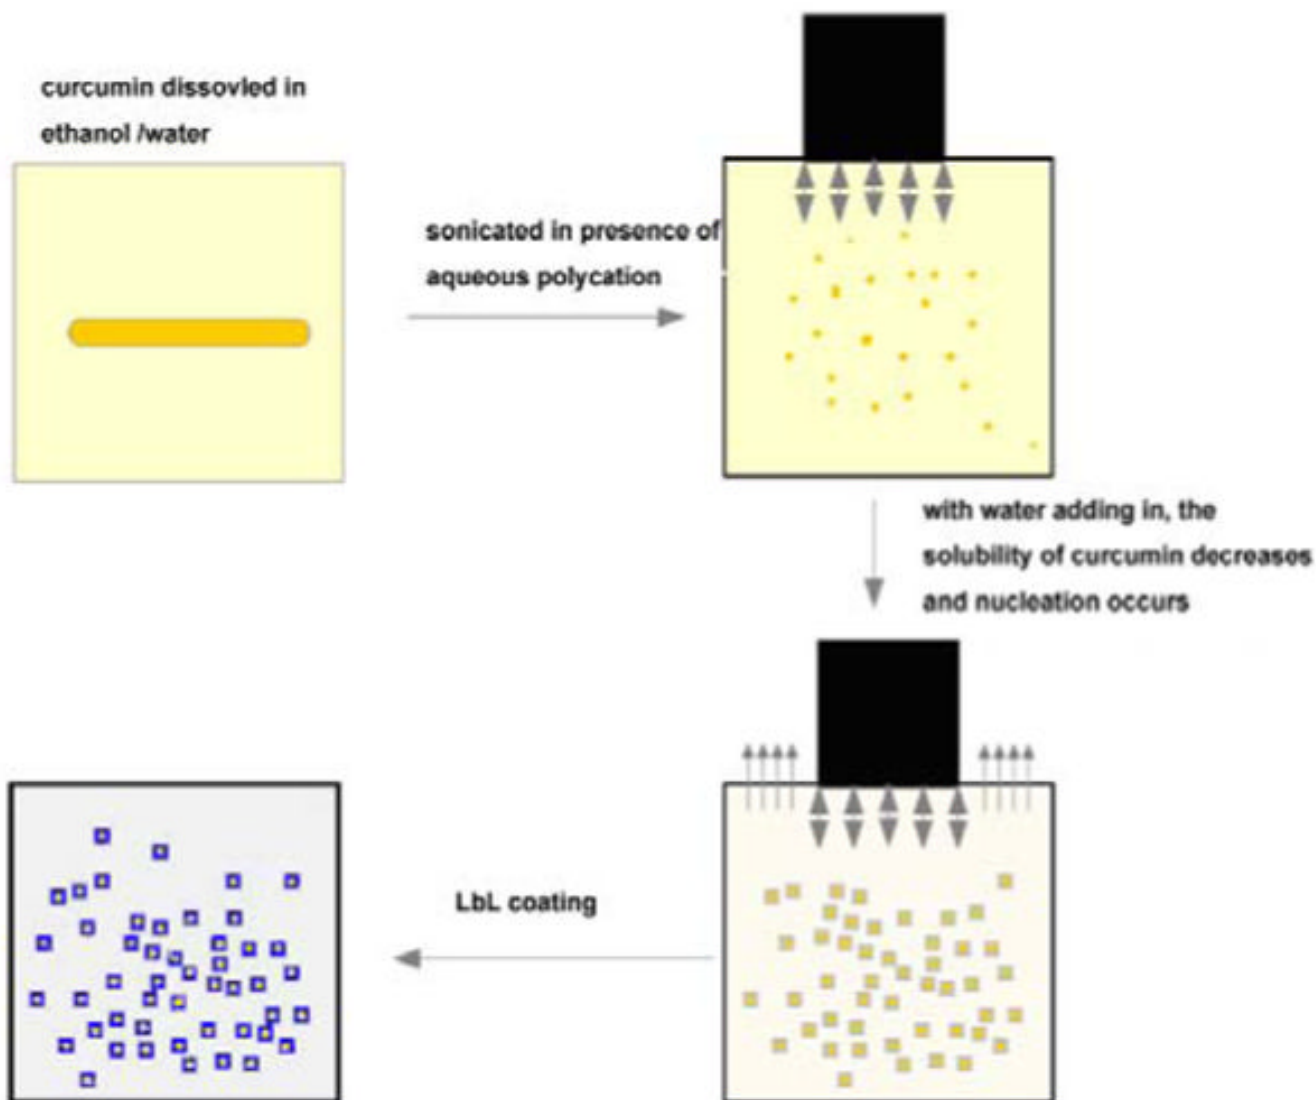 curcumin dissovled in
ethanol /water
sonicated in presence of
aqueous polycation
with water adding in, the
solubility of curcumin decreases
and nucleation occurs
LbL coating